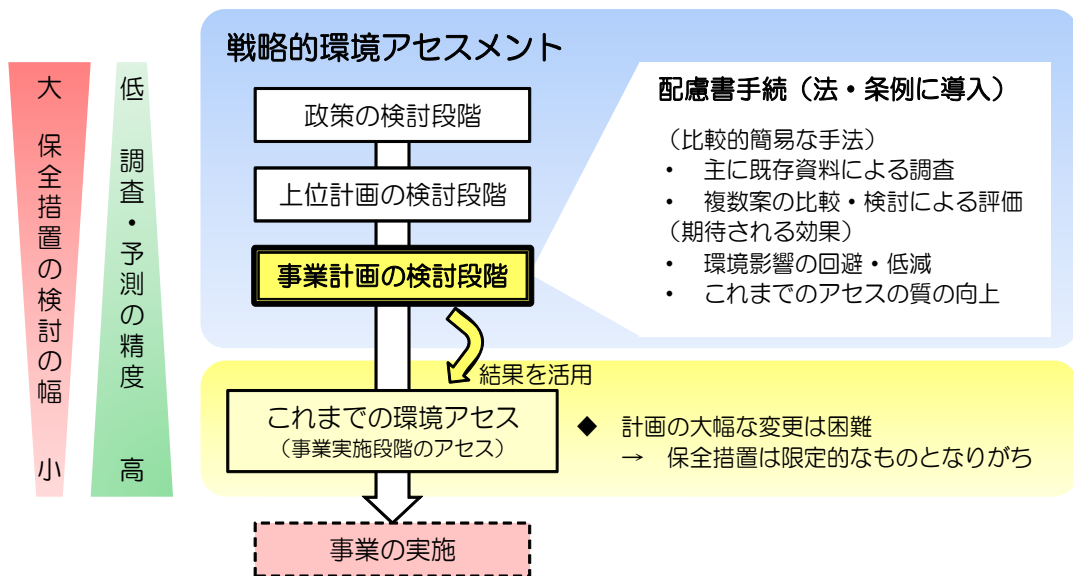 戦略的環境アセスメント
大 保全措置の検討の幅 小
低 調査・予測の精度 高
政策の検討段階
上位計画の検討段階
事業計画の検討段階
配慮書手続（法・条例に導入）
（比較的簡易な手法）
・ 主に既存資料による調査
・ 複数案の比較・検討による評価
（期待される効果）
・ 環境影響の回避・低減
・ これまでのアセスの質の向上
結果を活用
これまでの環境アセス
（事業実施段階のアセス）
◆ 計画の大幅な変更は困難
→ 保全措置は限定的なものとなりがち
事業の実施